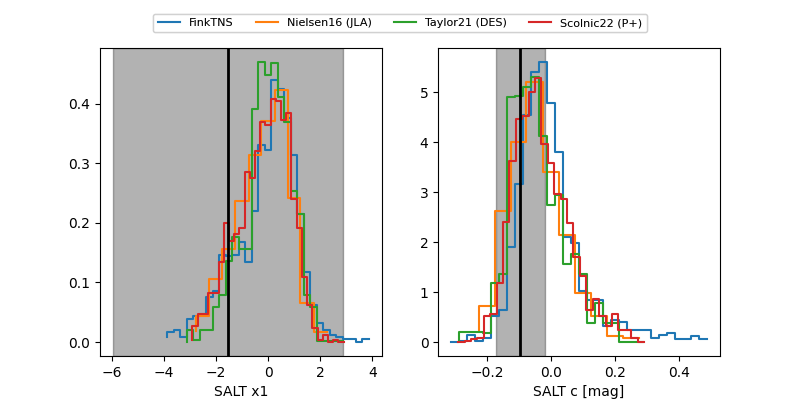 FinkTNS Nielsen16 (JLA) Taylor21 (DES) Scolnic22 (P+)
0.4
0.3
0.2
0.1
0.0
−6 −4 −2 0 2 4
SALT x1
5
4
3
2
1
0
−0.2 0.0 0.2 0.4
SALT c [mag]